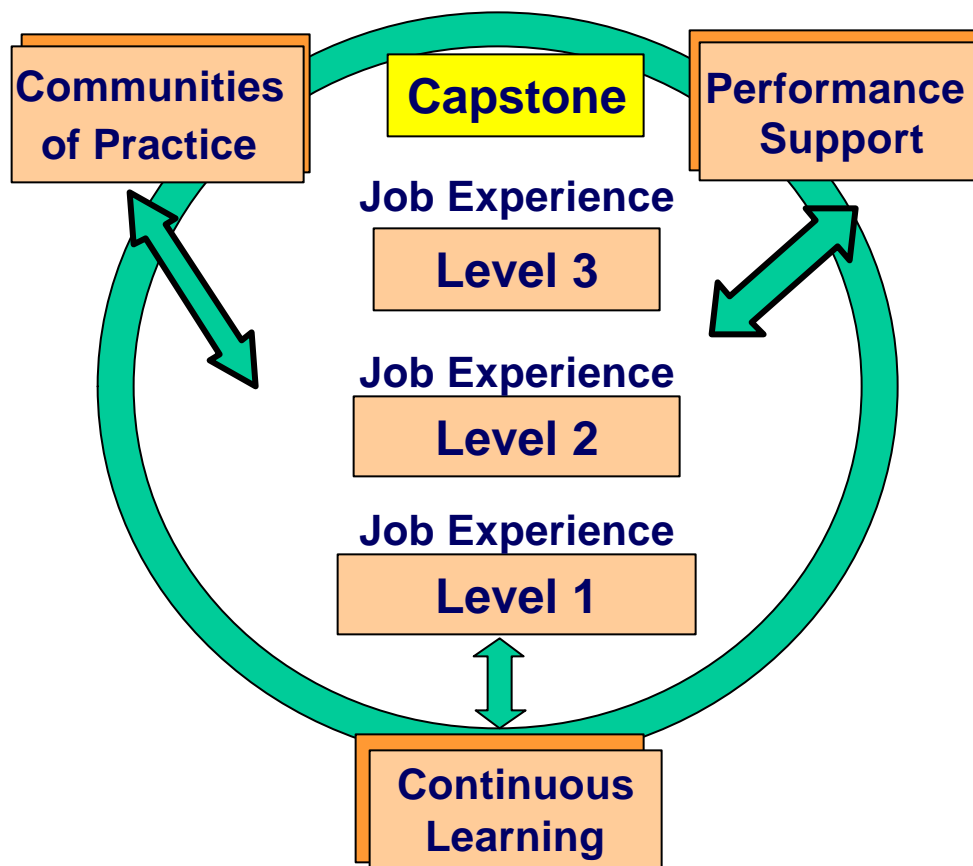 Communities
of Practice
Capstone
Performance
Support
Job Experience
Level 3
Job Experience
Level 2
Job Experience
Level 1
Continuous
Learning